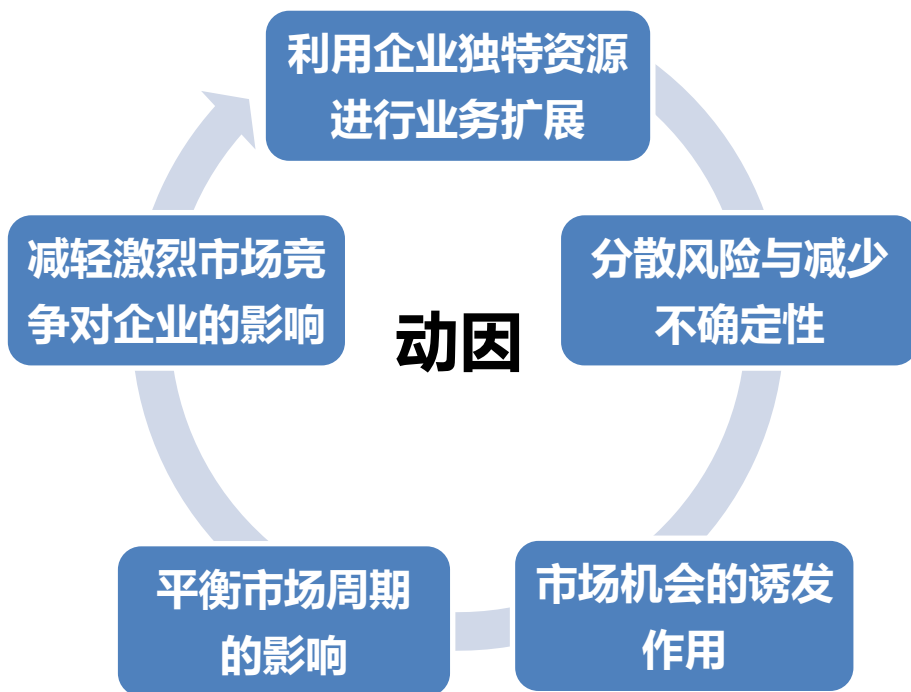 利用企业独特资源
进行业务扩展
减轻激烈市场竞
争对企业的影响
分散风险与减少
不确定性
动因
平衡市场周期
的影响
市场机会的诱发
作用